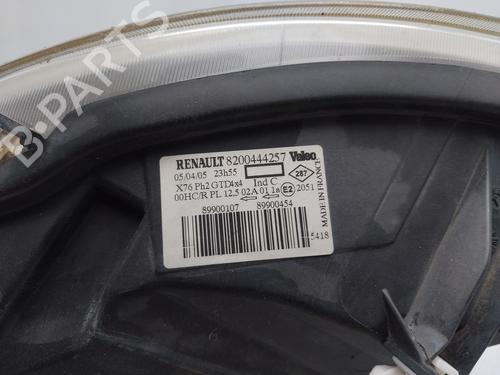 B-PARTS
RENAULT 8200444257 Valeo
05/04/05 23h55
X76 Ph2 GTD4x4 Ind C
287
00HC/R PL 12,5 02A 01 1a E2 2051
89900107 89900454
5418
MADE IN FRANCE